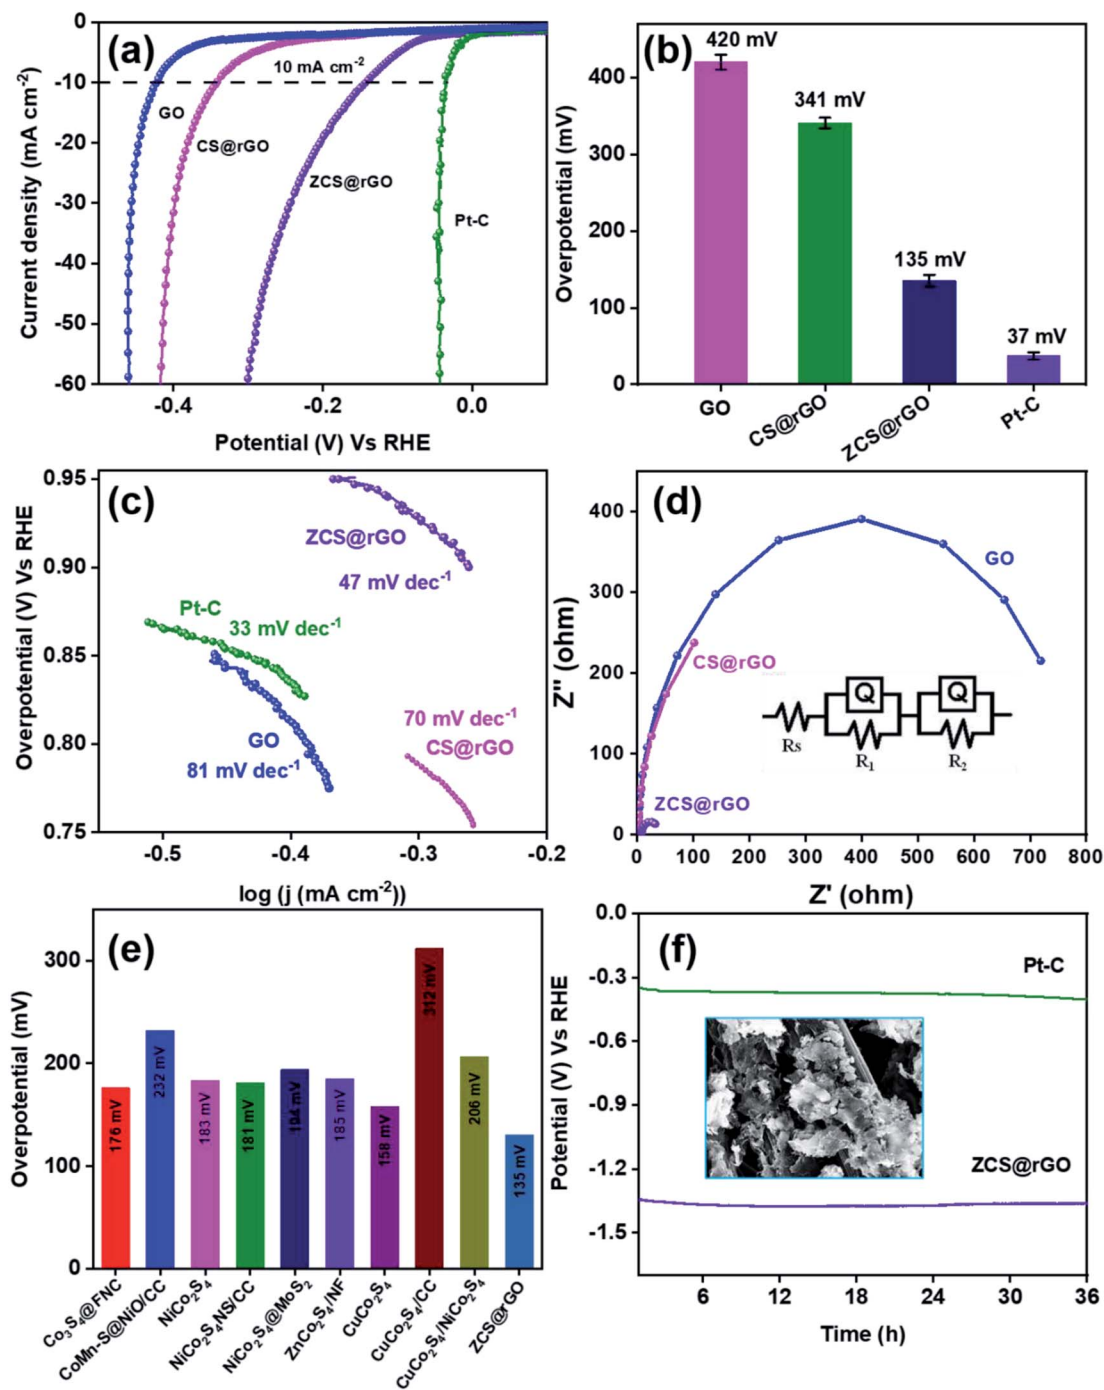 (a)
0
-10
-20
-30
-40
-50
-60
Current density (mA cm⁻²)
10 mA cm⁻²
GO
CS@rGO
ZCS@rGO
Pt-C
-0.4
-0.2
0.0
Potential (V) Vs RHE
(b)
400
300
200
100
0
Overpotential (mV)
420 mV
341 mV
135 mV
37 mV
GO
CS@rGO
ZCS@rGO
Pt-C
(c)
0.95
0.90
0.85
0.80
0.75
Overpotential (V) Vs RHE
ZCS@rGO
47 mV dec⁻¹
Pt-C
33 mV dec⁻¹
GO
81 mV dec⁻¹
70 mV dec⁻¹
CS@rGO
-0.5
-0.4
-0.3
-0.2
log (j (mA cm⁻²))
(d)
400
300
200
100
0
Z'' (ohm)
GO
CS@rGO
ZCS@rGO
Rs
Q
R₁
Q
R₂
0 100 200 300 400 500 600 700 800
Z' (ohm)
(e)
300
200
100
0
Overpotential (mV)
176 mV
232 mV
183 mV
181 mV
194 mV
185 mV
158 mV
312 mV
206 mV
135 mV
Co₃S₄@FNC
CoMn-S@NiO/CC
NiCo₂S₄
NiCo₂S₄NS/CC
NiCo₂S₄@MoS₂
ZnCo₂S₄/NF
CuCo₂S₄
CuCo₂S₄/CC
CuCo₂S₄/NiCo₂S₄
ZCS@rGO
(f)
0.0
-0.3
-0.6
-0.9
-1.2
-1.5
Potential (V) Vs RHE
Pt-C
ZCS@rGO
6
12
18
24
30
36
Time (h)